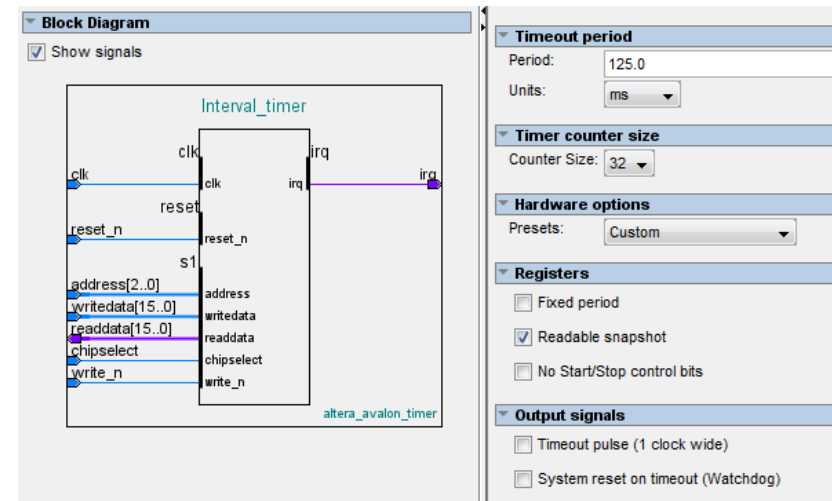 Block Diagram
Show signals
Interval_timer
clk
irq
clk
irq
clk
irq
reset
reset_n
reset_n
s1
address[2..0]
address
writedata[15..0]
writedata
readdata[15..0]
readdata
chipselect
chipselect
write_n
write_n
altera_avalon_timer
Timeout period
Period: 125.0
Units: ms
Timer counter size
Counter Size: 32
Hardware options
Presets: Custom
Registers
Fixed period
Readable snapshot
No Start/Stop control bits
Output signals
Timeout pulse (1 clock wide)
System reset on timeout (Watchdog)